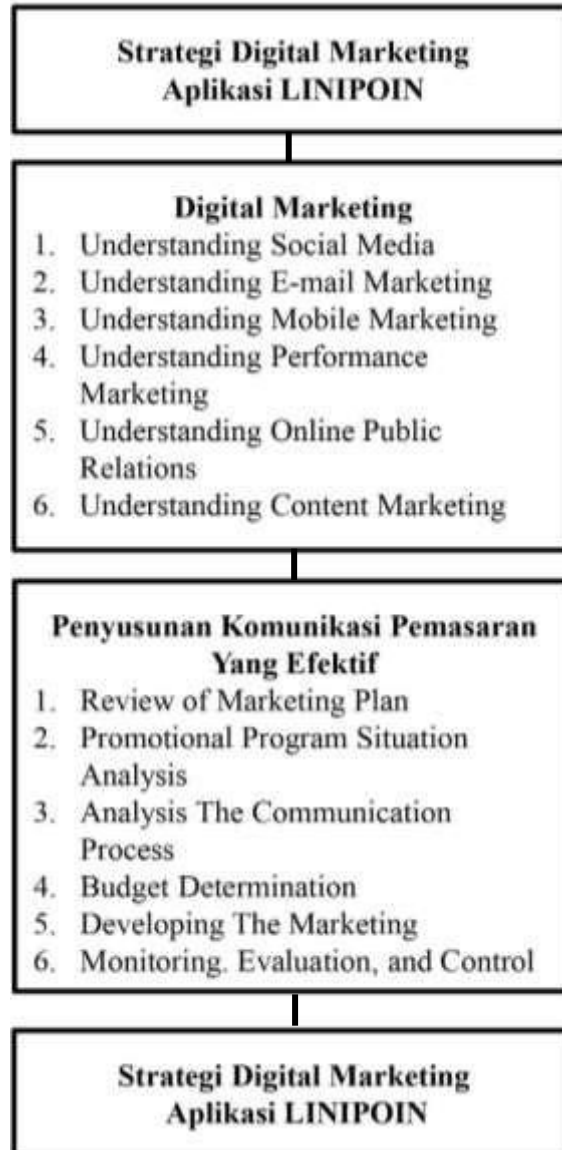 Strategi Digital Marketing
Aplikasi LINIPOIN
Digital Marketing
1. Understanding Social Media
2. Understanding E-mail Marketing
3. Understanding Mobile Marketing
4. Understanding Performance
Marketing
5. Understanding Online Public
Relations
6. Understanding Content Marketing
Penyusunan Komunikasi Pemasaran
Yang Efektif
1. Review of Marketing Plan
2. Promotional Program Situation
Analysis
3. Analysis The Communication
Process
4. Budget Determination
5. Developing The Marketing
6. Monitoring. Evaluation, and Control
Strategi Digital Marketing
Aplikasi LINIPOIN